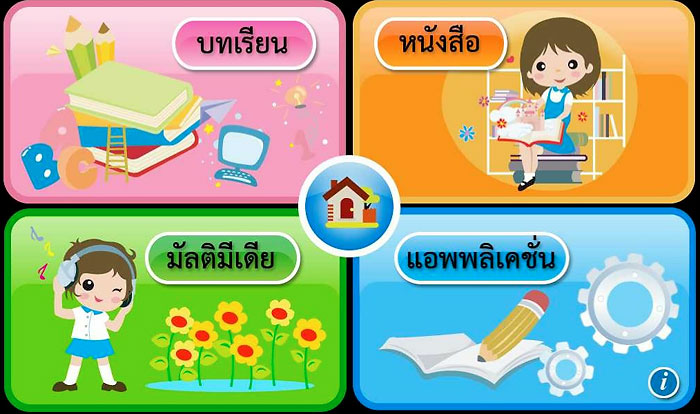 บทเรียน
หนังสือ
ABC
มัลติมีเดีย
แอพพลิเคชั่น
i